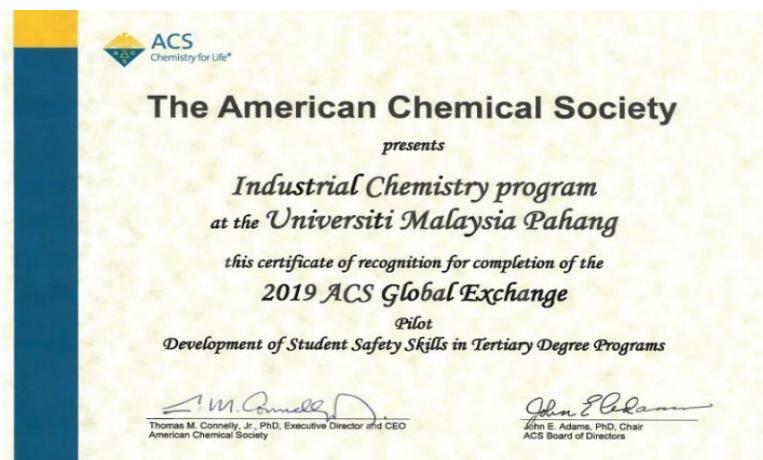 ACS
Chemistry for Life®
The American Chemical Society
presents
Industrial Chemistry program
at the Universiti Malaysia Pahang
this certificate of recognition for completion of the
2019 ACS Global Exchange
Pilot
Development of Student Safety Skills in Tertiary Degree Programs
Thomas M. Connelly, Jr., PhD, Executive Director and CEO
American Chemical Society
John E. Adams, PhD, Chair
ACS Board of Directors